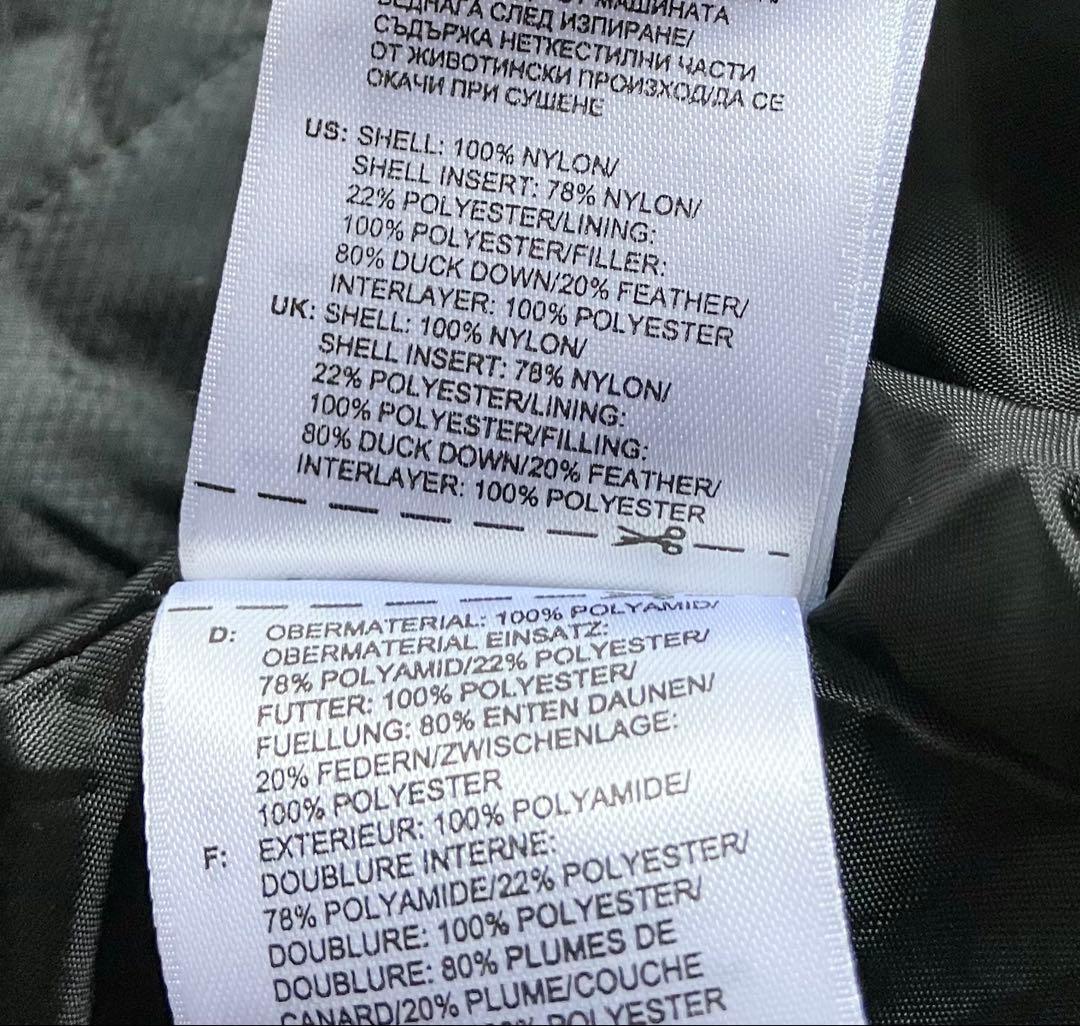 МАШИНАТА
ВЕДНАГА СЛЕД ИЗПИРАНЕ/
СЪДЪРЖА НЕТКЕСТИЛНИ ЧАСТИ
ОТ ЖИВОТИНСКИ ПРОИЗХОД/ДА СЕ
ОКАЧИ ПРИ СУШЕНЕ
US: SHELL: 100% NYLON/
SHELL INSERT: 78% NYLON/
22% POLYESTER/LINING:
100% POLYESTER/FILLER:
80% DUCK DOWN/20% FEATHER/
INTERLAYER: 100% POLYESTER
UK: SHELL: 100% NYLON/
SHELL INSERT: 78% NYLON/
22% POLYESTER/LINING:
100% POLYESTER/FILLING:
80% DUCK DOWN/20% FEATHER/
INTERLAYER: 100% POLYESTER
D: OBERMATERIAL: 100% POLYAMID/
OBERMATERIAL EINSATZ:
78% POLYAMID/22% POLYESTER/
FUTTER: 100% POLYESTER/
FUELLUNG: 80% ENTEN DAUNEN/
20% FEDERN/ZWISCHENLAGE:
100% POLYESTER
F: EXTERIEUR: 100% POLYAMIDE/
DOUBLURE INTERNE:
78% POLYAMIDE/22% POLYESTER/
DOUBLURE: 100% POLYESTER/
DOUBLURE: 80% PLUMES DE
CANARD/20% PLUME/COUCHE
POLYESTER